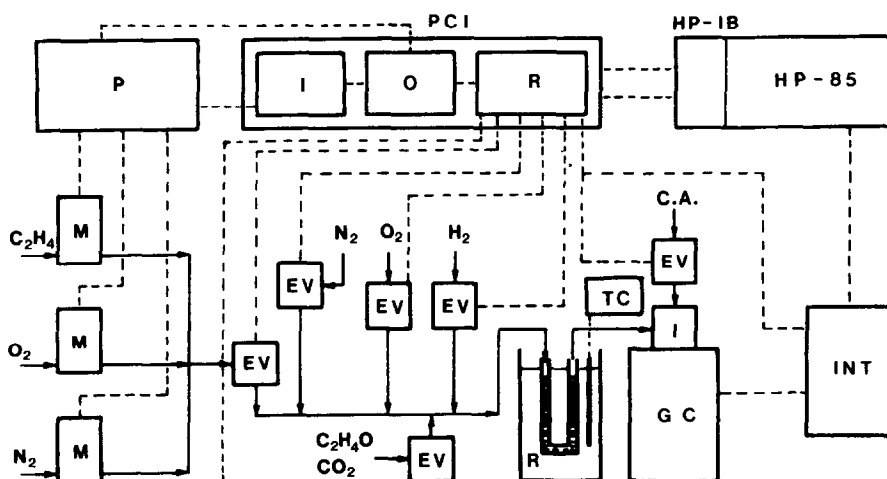 PCI
HP-IB
P
I
O
R
HP-85
C₂H₄
M
N₂
O₂
H₂
C.A.
EV
EV
EV
EV
TC
O₂
M
EV
I
INT
N₂
M
C₂H₄O
CO₂
EV
R
GC